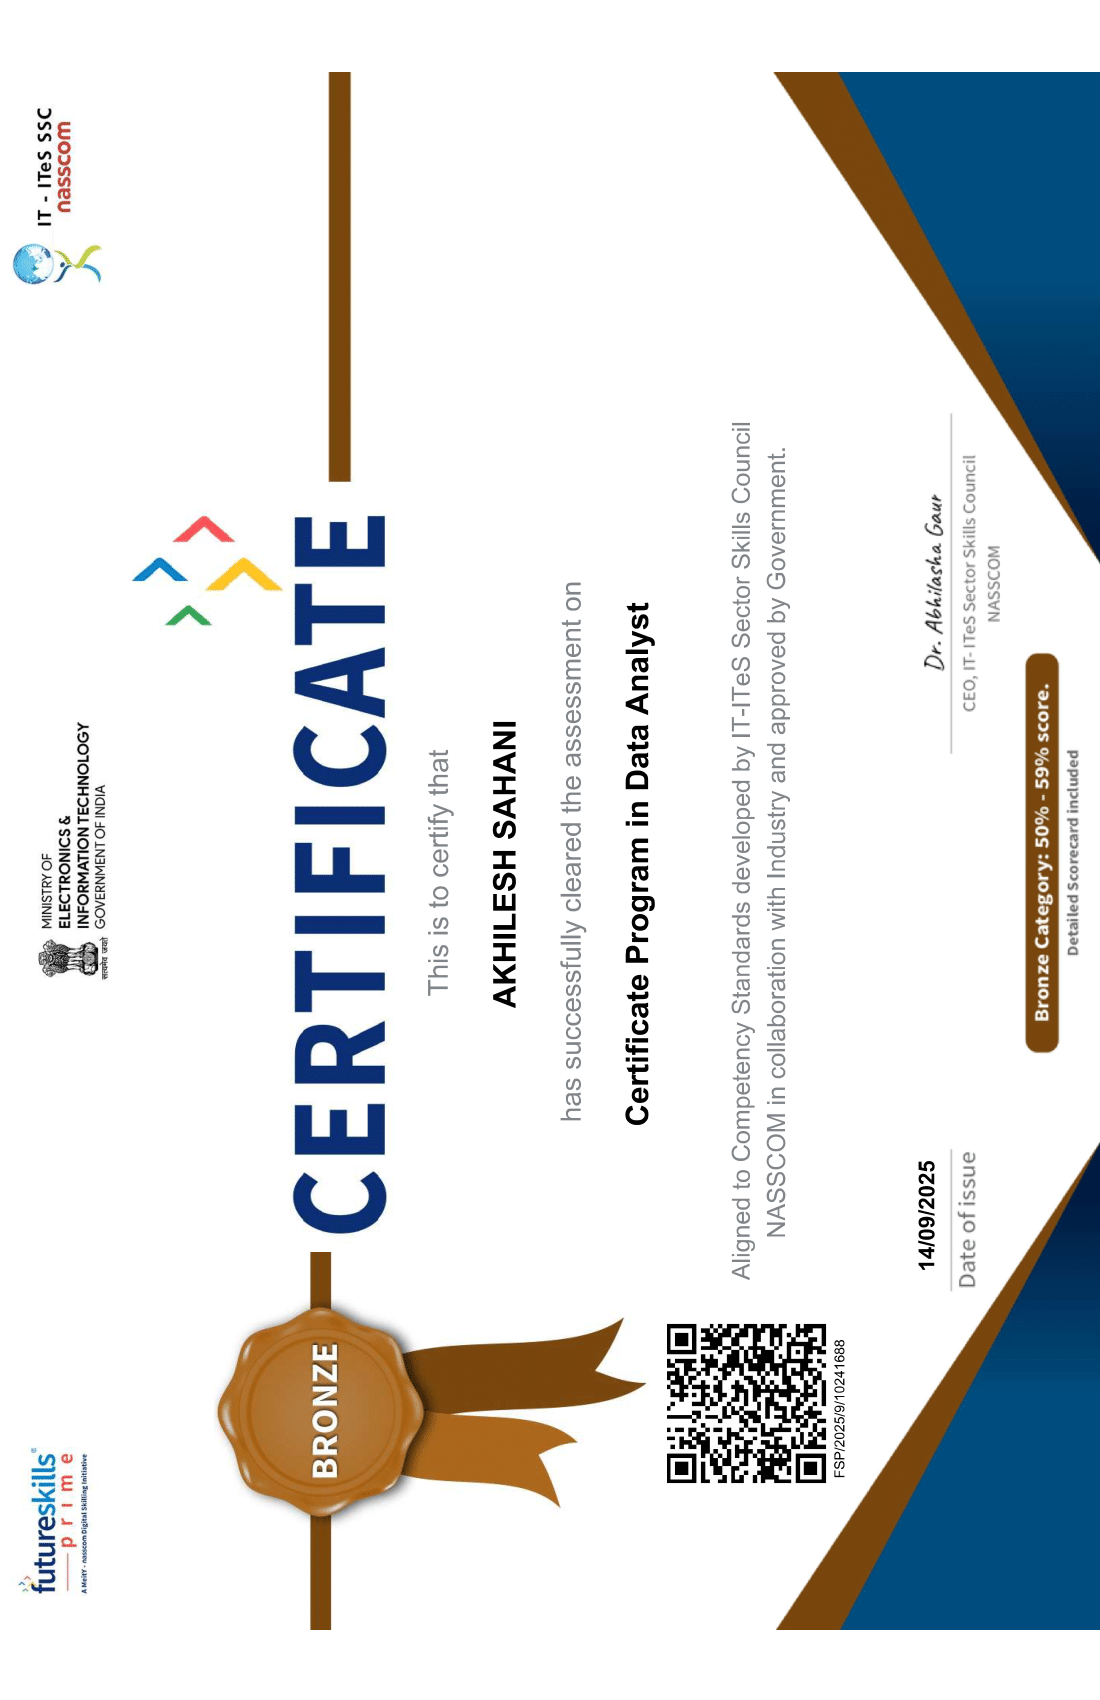 futureskills
prime
A MeitY - nasscom Digital Skilling Initiative
सत्यमेव जयते
MINISTRY OF
ELECTRONICS &
INFORMATION TECHNOLOGY
GOVERNMENT OF INDIA
IT - ITeS SSC
nasscom
BRONZE
CERTIFICATE
This is to certify that
AKHILESH SAHANI
has successfully cleared the assessment on
Certificate Program in Data Analyst
Aligned to Competency Standards developed by IT-ITeS Sector Skills Council
NASSCOM in collaboration with Industry and approved by Government.
FSP/2025/9/10241688
14/09/2025
Date of issue
Dr. Abhilasha Gaur
CEO, IT- ITeS Sector Skills Council
NASSCOM
Bronze Category: 50% - 59% score.
Detailed Scorecard included